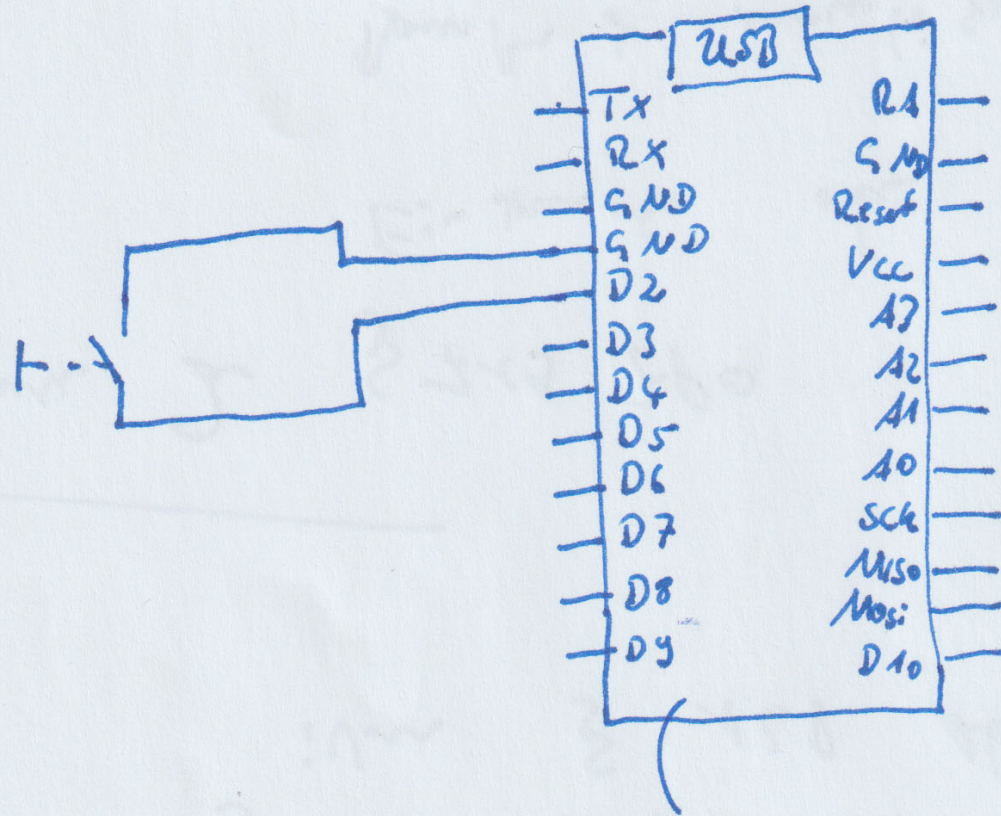 USB
TX
RX
GND
GND
D2
D3
D4
D5
D6
D7
D8
D9
RA
GND
Reset
Vcc
A3
A2
A1
A0
SCK
MISO
Mosi
D10